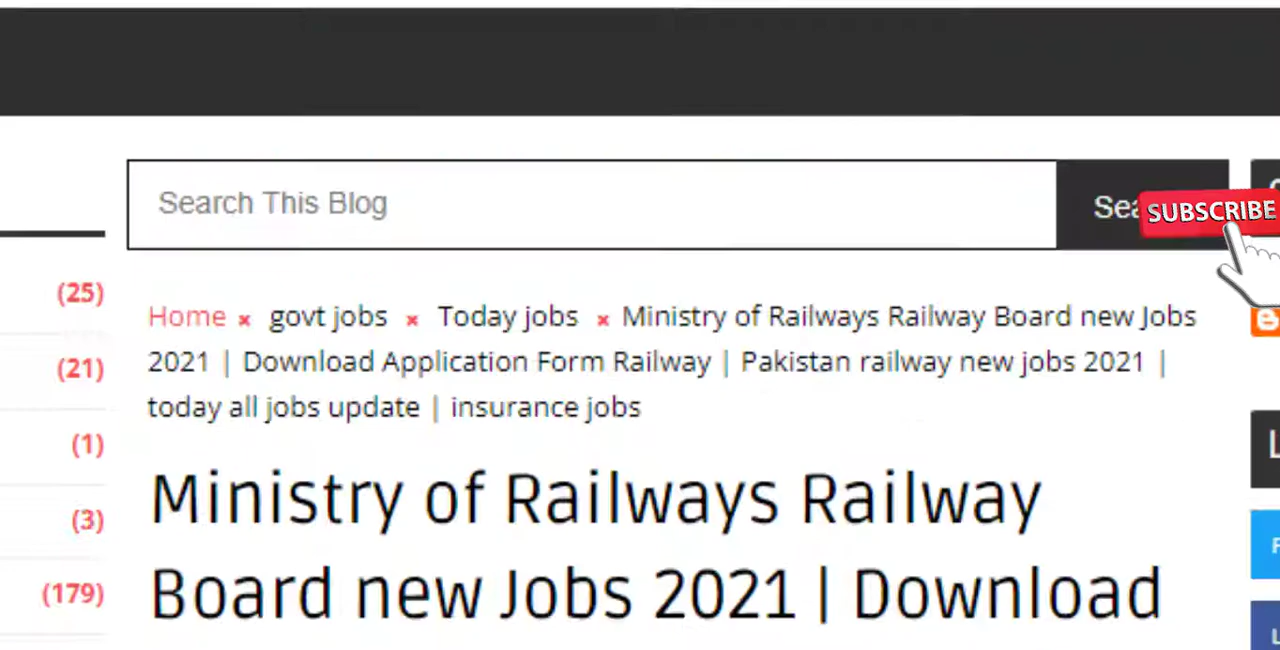 Search This Blog
SUBSCRIBE
(25)
(21)
(1)
(3)
(179)
Home × govt jobs × Today jobs × Ministry of Railways Railway Board new Jobs
2021 | Download Application Form Railway | Pakistan railway new jobs 2021 |
today all jobs update | insurance jobs
Ministry of Railways Railway
Board new Jobs 2021 | Download